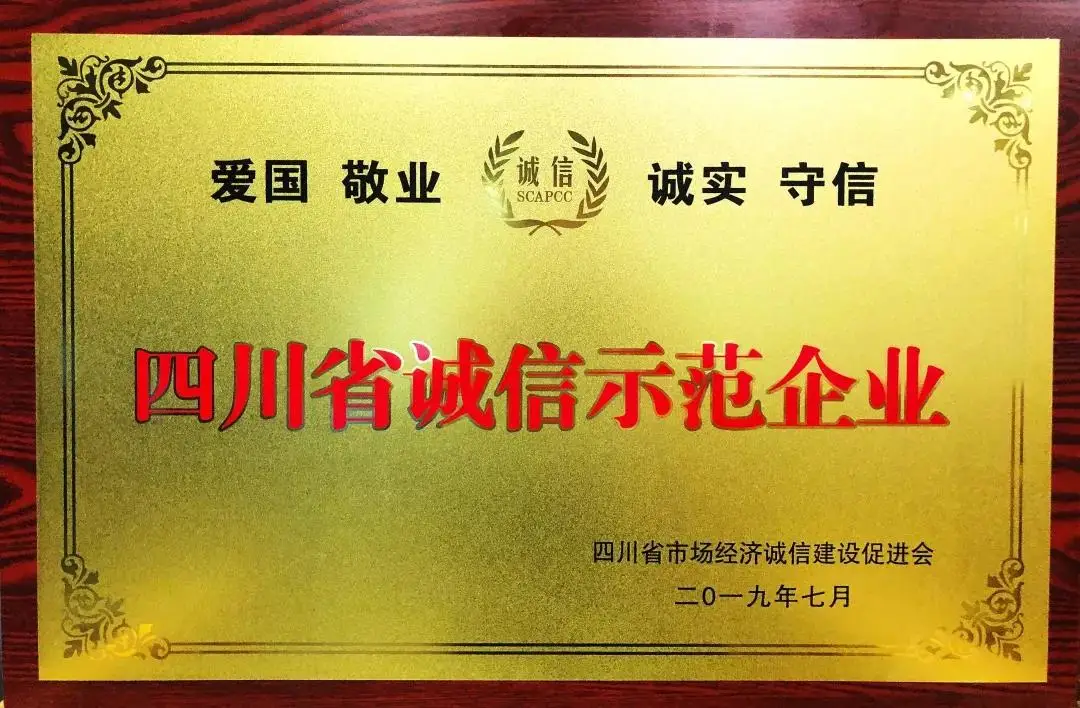 爱国 敬业 诚信 诚实 守信
SCAPCC
四川省诚信示范企业
四川省市场经济诚信建设促进会
二0一九年七月